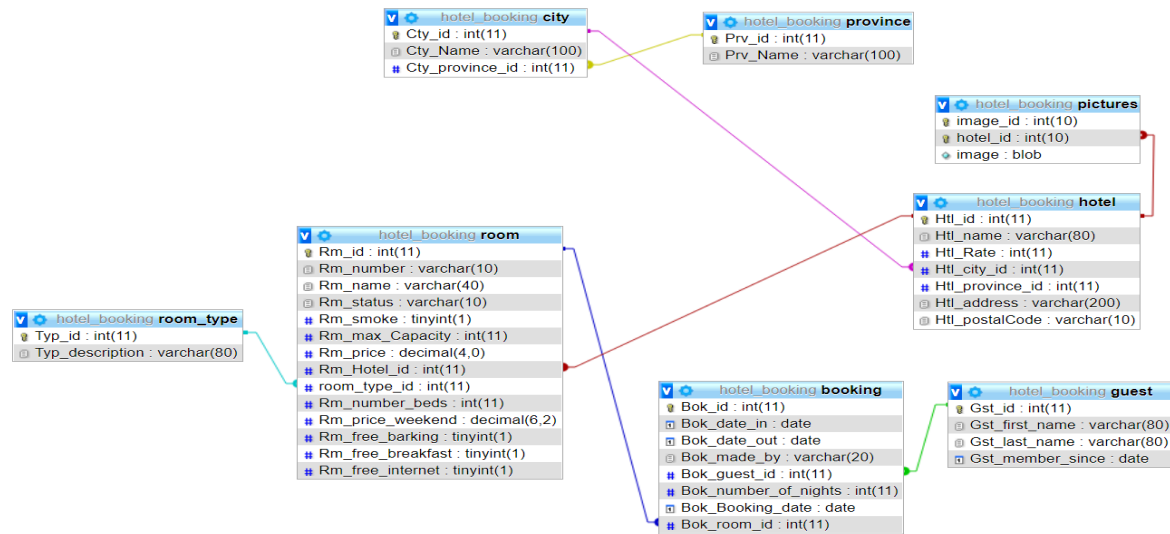 hotel_booking city
Cty_id : int(11)
Cty_Name : varchar(100)
Cty_province_id : int(11)
hotel_booking province
Prv_id : int(11)
Prv_Name : varchar(100)
hotel_booking pictures
image_id : int(10)
hotel_id : int(10)
image : blob
hotel_booking hotel
Htl_id : int(11)
Htl_name : varchar(80)
Htl_Rate : int(11)
Htl_city_id : int(11)
Htl_province_id : int(11)
Htl_address : varchar(200)
Htl_postalCode : varchar(10)
hotel_booking room
Rm_id : int(11)
Rm_number : varchar(10)
Rm_name : varchar(40)
Rm_status : varchar(10)
Rm_smoke : tinyint(1)
Rm_max_Capacity : int(11)
Rm_price : decimal(4,0)
Rm_Hotel_id : int(11)
room_type_id : int(11)
Rm_number_beds : int(11)
Rm_price_weekend : decimal(6,2)
Rm_free_barking : tinyint(1)
Rm_free_breakfast : tinyint(1)
Rm_free_internet : tinyint(1)
hotel_booking room_type
Typ_id : int(11)
Typ_description : varchar(80)
hotel_booking booking
Bok_id : int(11)
Bok_date_in : date
Bok_date_out : date
Bok_made_by : varchar(20)
Bok_guest_id : int(11)
Bok_number_of_nights : int(11)
Bok_Booking_date : date
Bok_room_id : int(11)
hotel_booking guest
Gst_id : int(11)
Gst_first_name : varchar(80)
Gst_last_name : varchar(80)
Gst_member_since : date